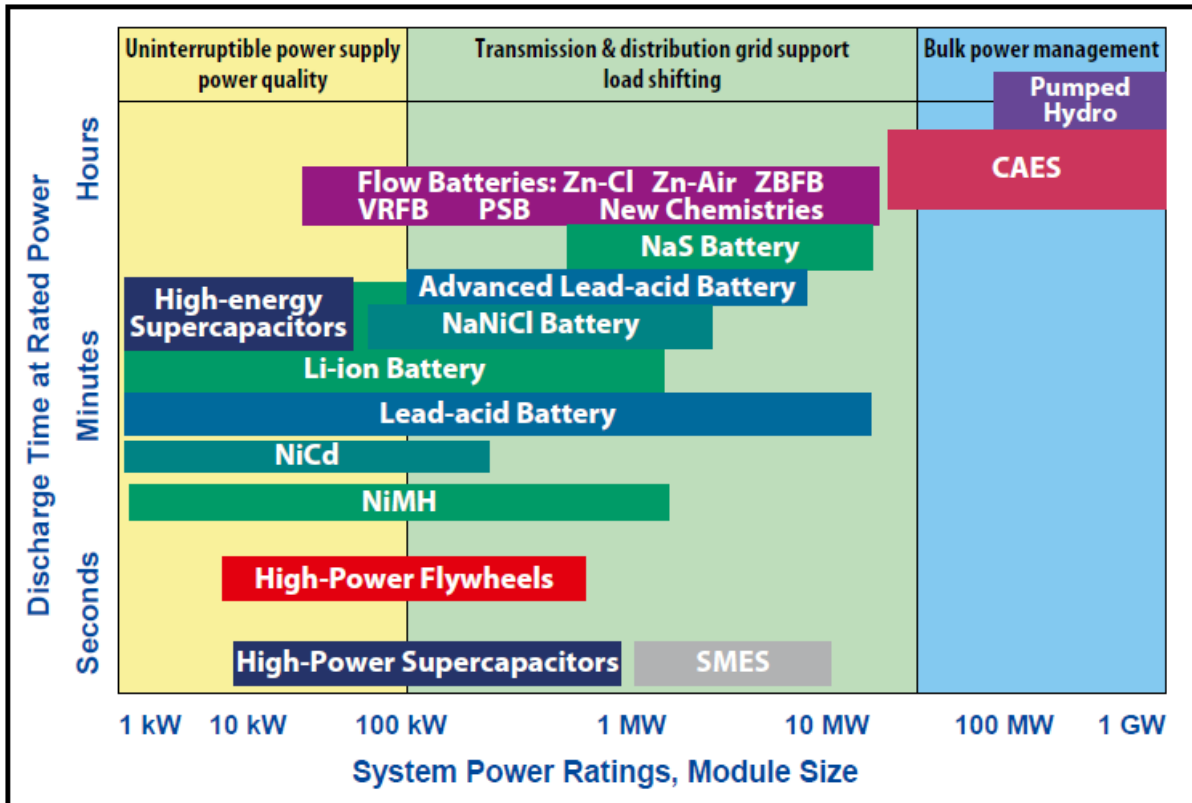 Uninterruptible power supply
power quality
Transmission & distribution grid support
load shifting
Bulk power management
Pumped
Hydro
CAES
Flow Batteries: Zn-Cl Zn-Air ZBFB
VRFB PSB New Chemistries
NaS Battery
Advanced Lead-acid Battery
High-energy
Supercapacitors
NaNiCl Battery
Li-ion Battery
Lead-acid Battery
NiCd
NiMH
High-Power Flywheels
High-Power Supercapacitors
SMES
Discharge Time at Rated Power
Hours
Minutes
Seconds
1 kW 10 kW 100 kW 1 MW 10 MW 100 MW 1 GW
System Power Ratings, Module Size